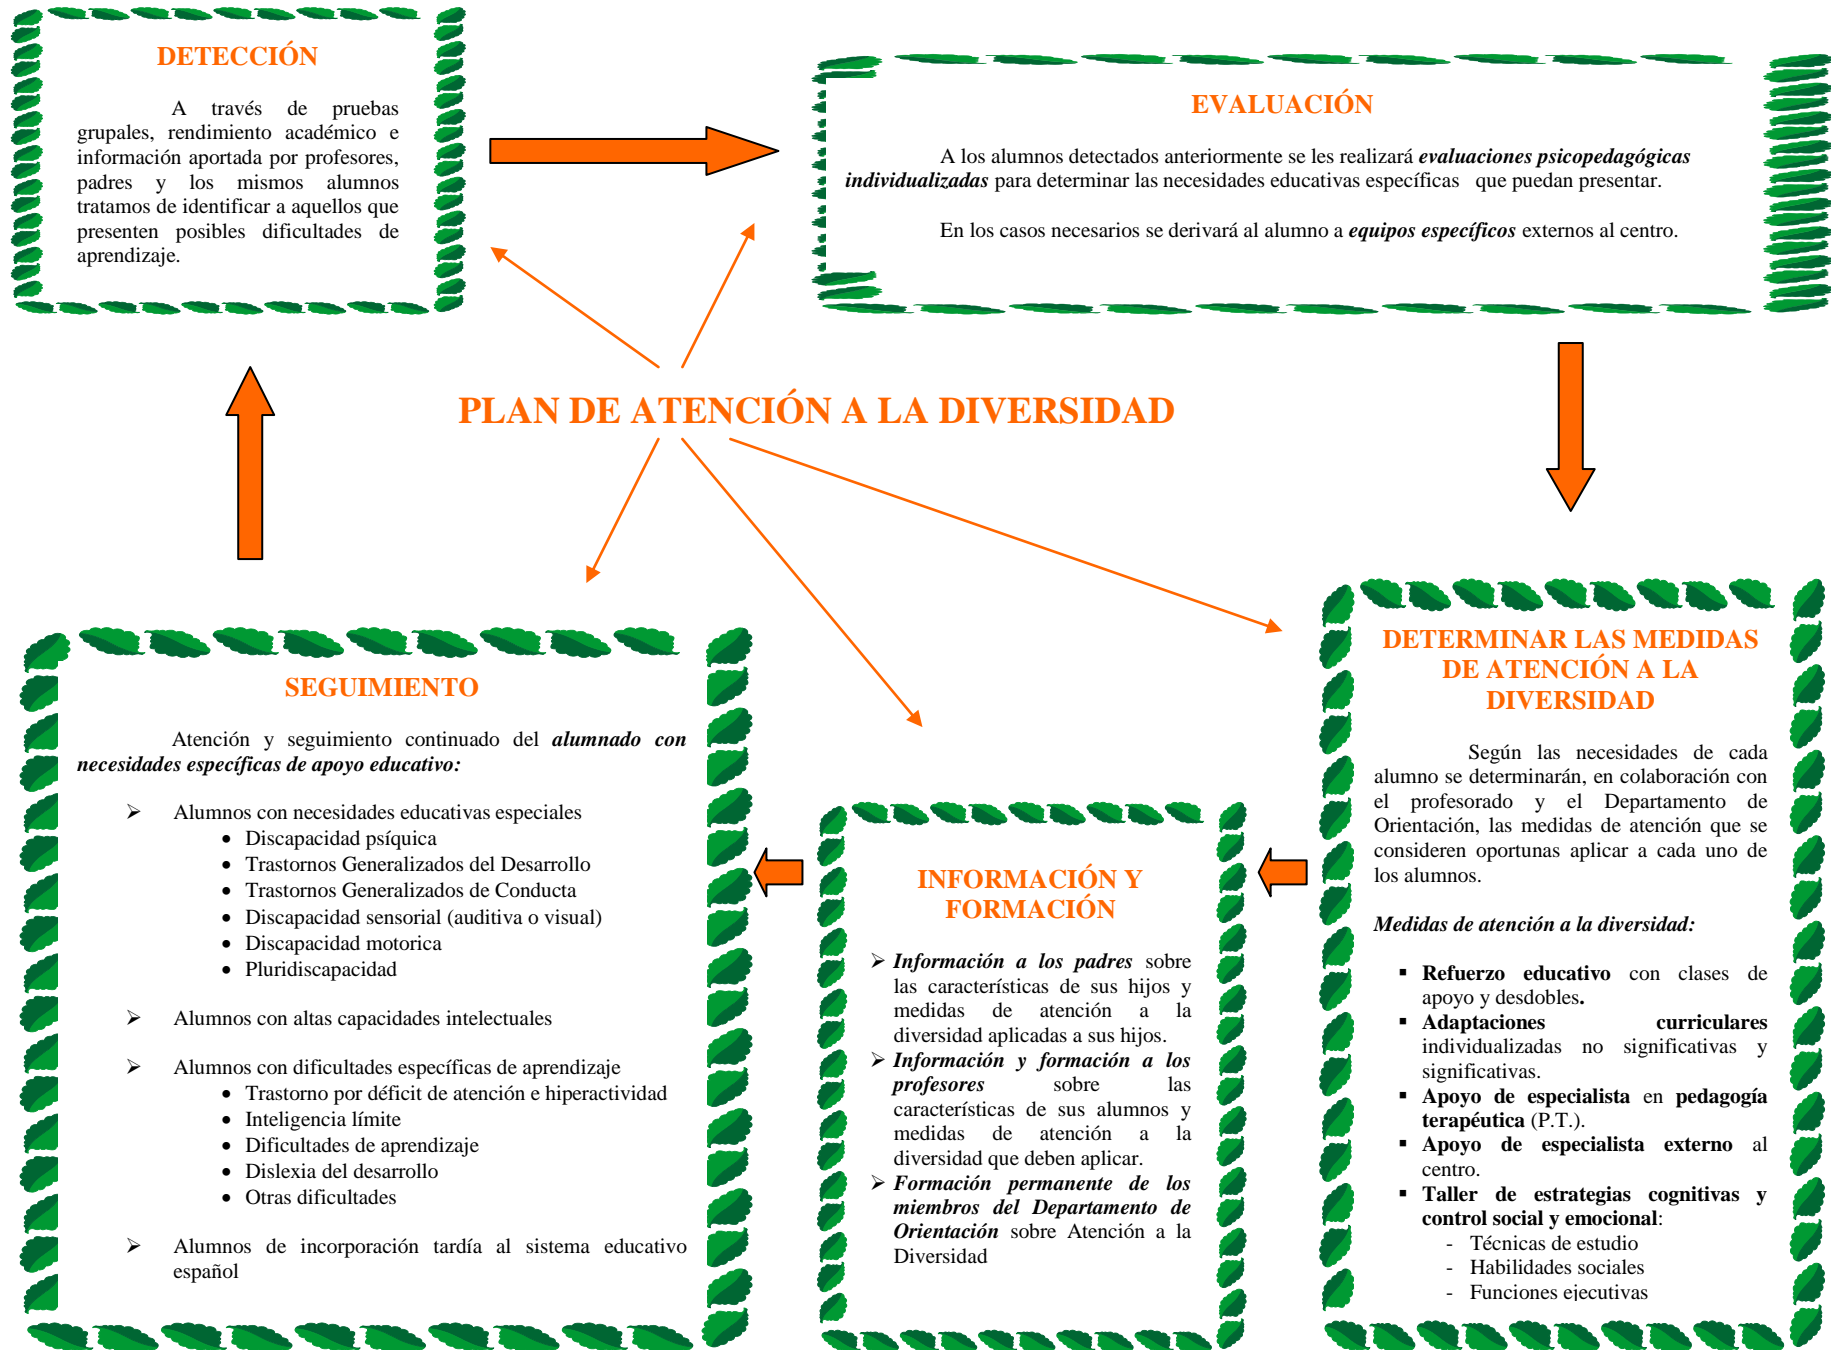 DETECCIÓN
A través de pruebas
grupales, rendimiento académico e
información aportada por profesores,
padres y los mismos alumnos
tratamos de identificar a aquellos que
presenten posibles dificultades de
aprendizaje.
EVALUACIÓN
A los alumnos detectados anteriormente se les realizará evaluaciones psicopedagógicas
individualizadas para determinar las necesidades educativas específicas que puedan presentar.
En los casos necesarios se derivará al alumno a equipos específicos externos al centro.
PLAN DE ATENCIÓN A LA DIVERSIDAD
SEGUIMIENTO
Atención y seguimiento continuado del alumnado con
necesidades específicas de apoyo educativo:
➢ Alumnos con necesidades educativas especiales
• Discapacidad psíquica
• Trastornos Generalizados del Desarrollo
• Trastornos Generalizados de Conducta
• Discapacidad sensorial (auditiva o visual)
• Discapacidad motorica
• Pluridiscapacidad
➢ Alumnos con altas capacidades intelectuales
➢ Alumnos con dificultades específicas de aprendizaje
• Trastorno por déficit de atención e hiperactividad
• Inteligencia límite
• Dificultades de aprendizaje
• Dislexia del desarrollo
• Otras dificultades
➢ Alumnos de incorporación tardía al sistema educativo
español
INFORMACIÓN Y
FORMACIÓN
➢ Información a los padres sobre
las características de sus hijos y
medidas de atención a la
diversidad aplicadas a sus hijos.
➢ Información y formación a los
profesores sobre las
características de sus alumnos y
medidas de atención a la
diversidad que deben aplicar.
➢ Formación permanente de los
miembros del Departamento de
Orientación sobre Atención a la
Diversidad
DETERMINAR LAS MEDIDAS
DE ATENCIÓN A LA
DIVERSIDAD
Según las necesidades de cada
alumno se determinarán, en colaboración con
el profesorado y el Departamento de
Orientación, las medidas de atención que se
consideren oportunas aplicar a cada uno de
los alumnos.
Medidas de atención a la diversidad:
▪ Refuerzo educativo con clases de
apoyo y desdobles.
▪ Adaptaciones curriculares
individualizadas no significativas y
significativas.
▪ Apoyo de especialista en pedagogía
terapéutica (P.T.).
▪ Apoyo de especialista externo al
centro.
▪ Taller de estrategias cognitivas y
control social y emocional:
- Técnicas de estudio
- Habilidades sociales
- Funciones ejecutivas